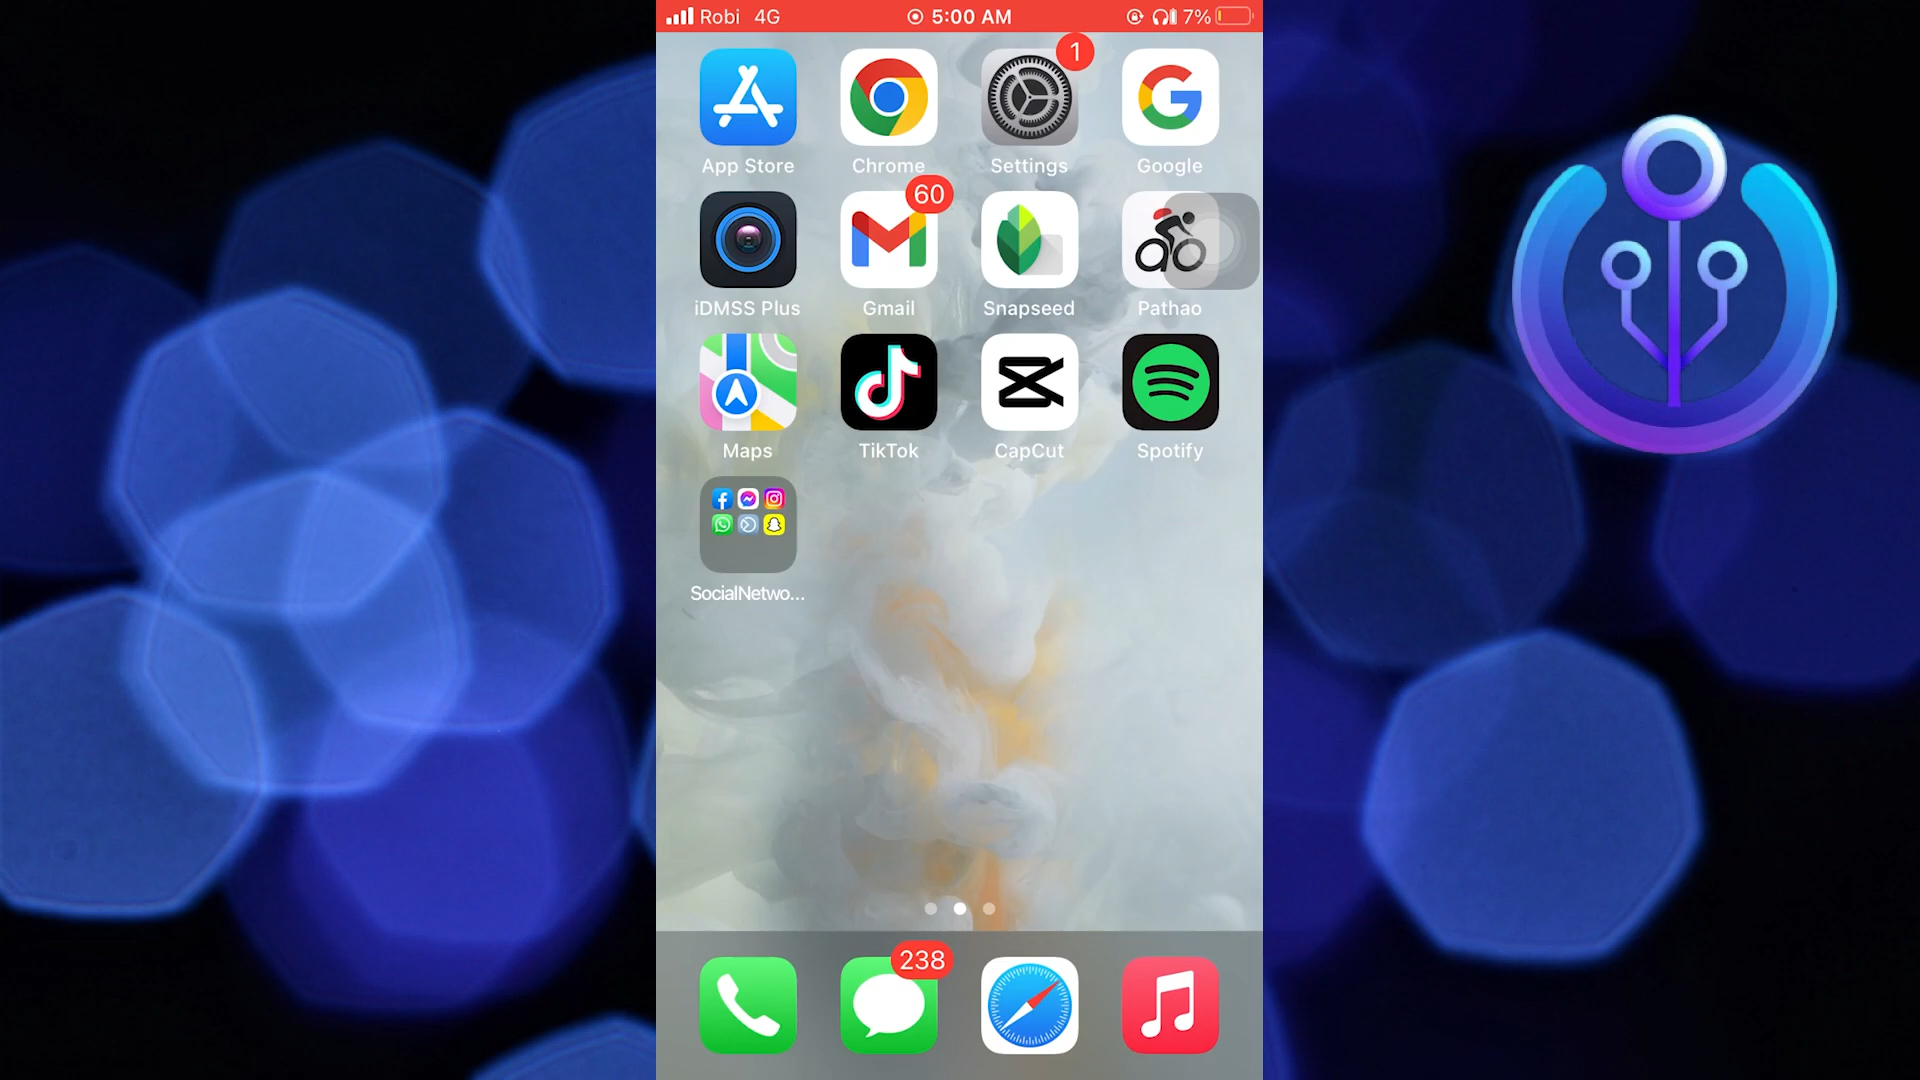 Robi 4G 5:00 AM 7%
1
App Store Chrome Settings Google
60
iDMSS Plus Gmail Snapseed Pathao
Maps TikTok CapCut Spotify
SocialNetwo...
238